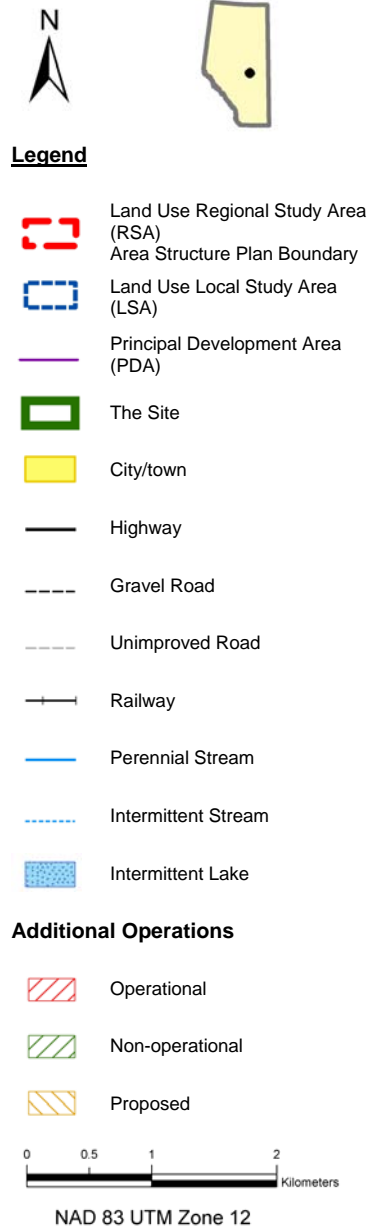 N
Legend
Land Use Regional Study Area
(RSA)
Area Structure Plan Boundary
Land Use Local Study Area
(LSA)
Principal Development Area
(PDA)
The Site
City/town
Highway
Gravel Road
Unimproved Road
Railway
Perennial Stream
Intermittent Stream
Intermittent Lake
Additional Operations
Operational
Non-operational
Proposed
0 0.5 1 2
Kilometers
NAD 83 UTM Zone 12